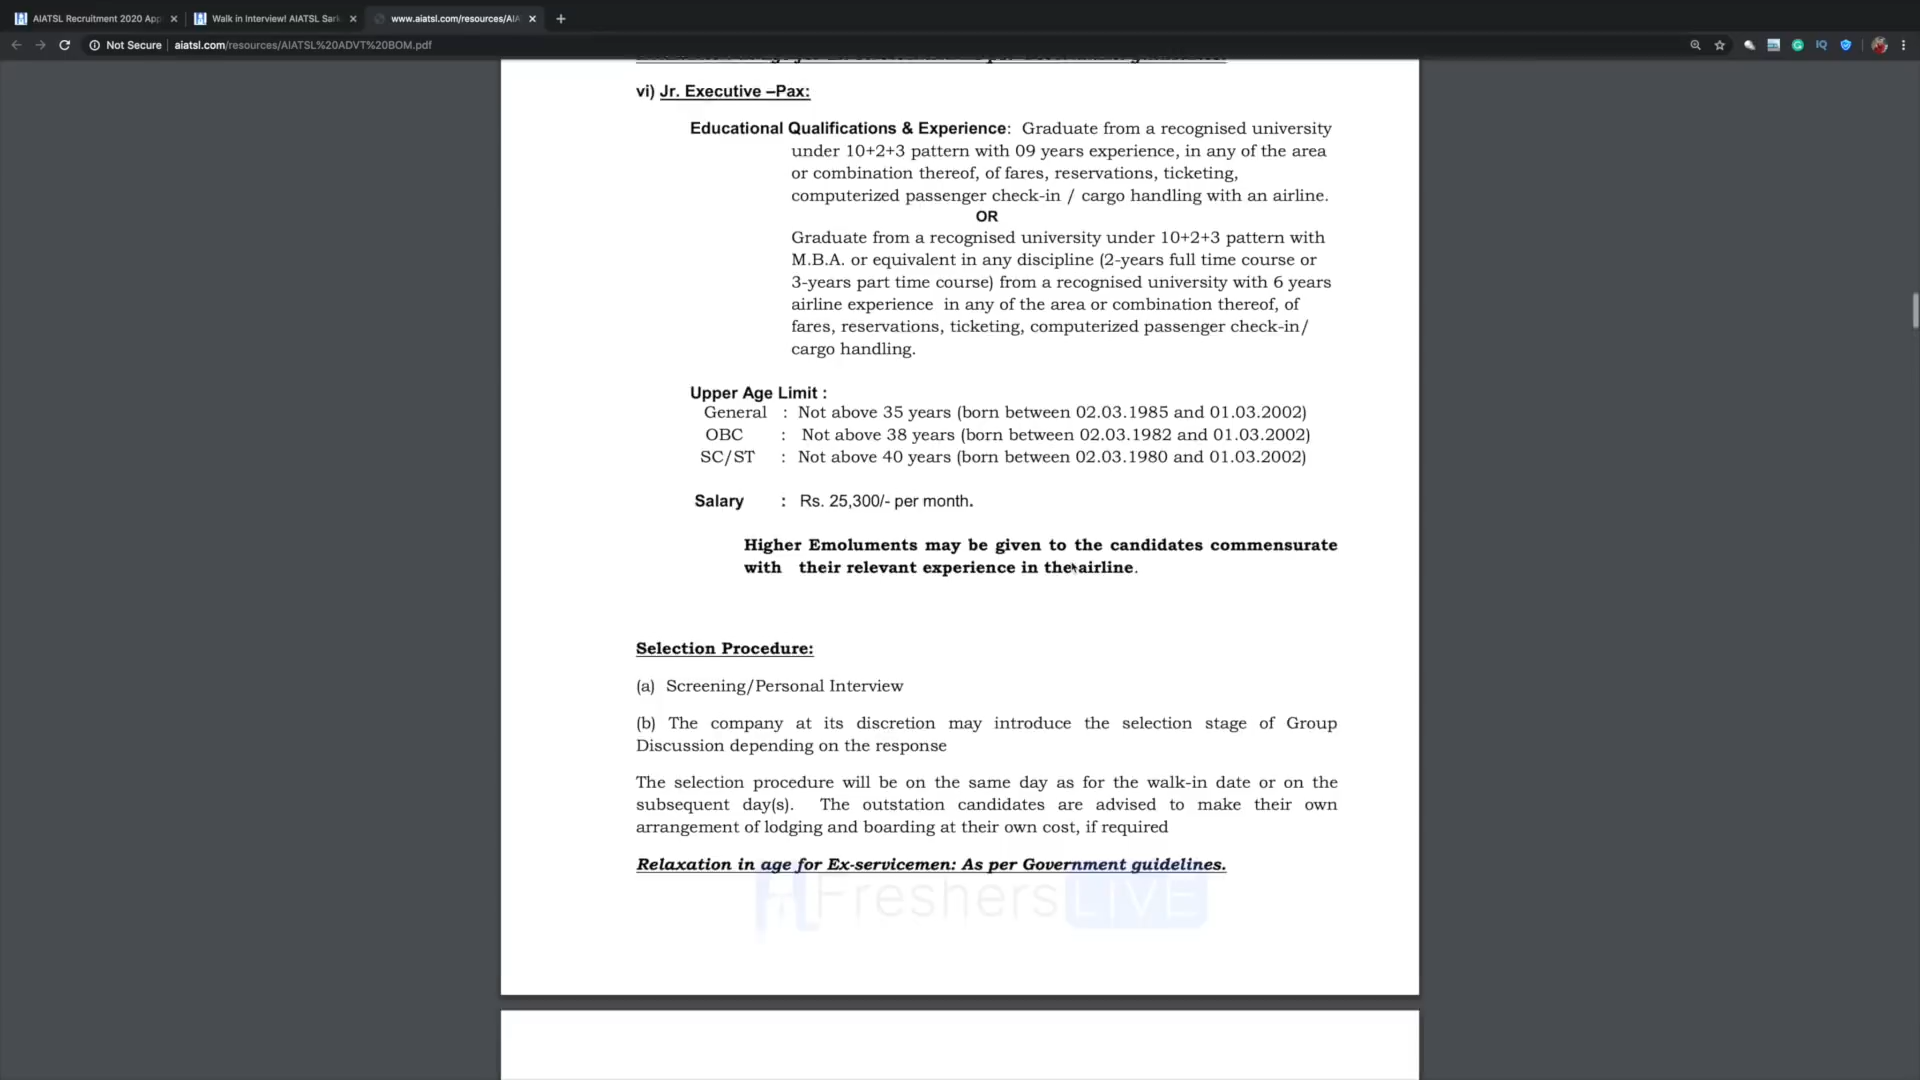 AIATSL Recruitment 2020 App
Walk in Interview! AIATSL Sark
www.aiatsl.com/resources/AIA
Not Secure
aiatsl.com/resources/AIATSL%20ADVT%20BOM.pdf
IQ
vi) Jr. Executive –Pax:
Educational Qualifications & Experience: Graduate from a recognised university
under 10+2+3 pattern with 09 years experience, in any of the area
or combination thereof, of fares, reservations, ticketing,
computerized passenger check-in / cargo handling with an airline.
OR
Graduate from a recognised university under 10+2+3 pattern with
M.B.A. or equivalent in any discipline (2-years full time course or
3-years part time course) from a recognised university with 6 years
airline experience in any of the area or combination thereof, of
fares, reservations, ticketing, computerized passenger check-in/
cargo handling.
Upper Age Limit :
General : Not above 35 years (born between 02.03.1985 and 01.03.2002)
OBC : Not above 38 years (born between 02.03.1982 and 01.03.2002)
SC/ST : Not above 40 years (born between 02.03.1980 and 01.03.2002)
Salary : Rs. 25,300/- per month.
Higher Emoluments may be given to the candidates commensurate
with their relevant experience in the airline.
Selection Procedure:
(a) Screening/Personal Interview
(b) The company at its discretion may introduce the selection stage of Group
Discussion depending on the response
The selection procedure will be on the same day as for the walk-in date or on the
subsequent day(s). The outstation candidates are advised to make their own
arrangement of lodging and boarding at their own cost, if required
Relaxation in age for Ex-servicemen: As per Government guidelines.
Freshers LIVE